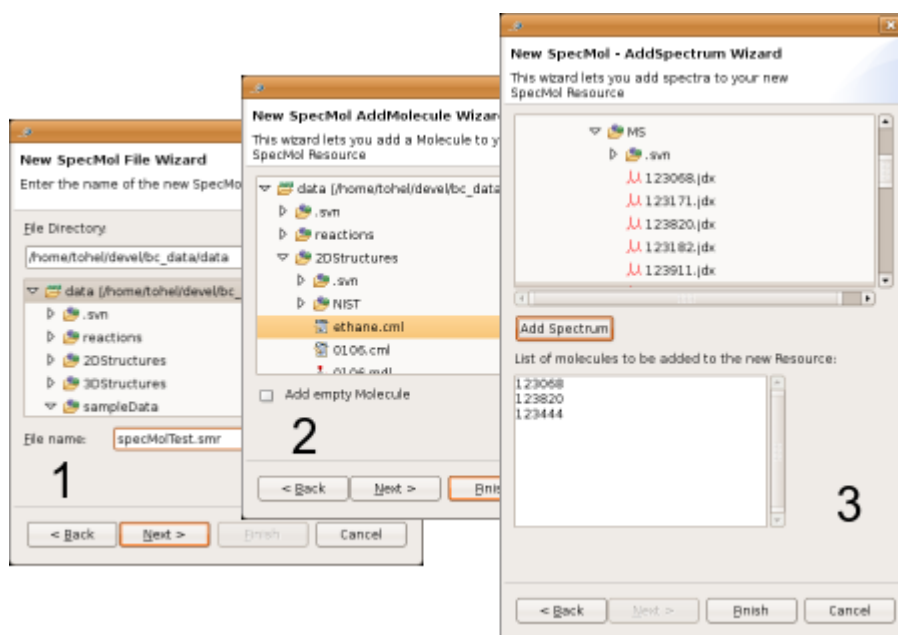 New SpecMol File Wizard
Enter the name of the new SpecMo
File Directory:
/home/tohel/devel/bc_data/data
data [/home/tohel/devel/bc_
.svn
reactions
2DStructures
3DStructures
sampleData
File name:
specMolTest.smr
1
< Back
Next >
Finish
Cancel
New SpecMol AddMolecule Wizar
This wizard lets you add a Molecule to y
SpecMol Resource
data [/home/tohel/devel/bc_data
.svn
reactions
2DStructures
.svn
NIST
ethane.cml
0106.cml
0106.mdl
Add empty Molecule
2
< Back
Next >
Finis
New SpecMol - AddSpectrum Wizard
This wizard lets you add spectra to your new
SpecMol Resource
MS
.svn
123068.jdx
123171.jdx
123820.jdx
123182.jdx
123911.jdx
Add Spectrum
List of molecules to be added to the new Resource:
123068
123820
123444
3
< Back
Next >
Finish
Cancel